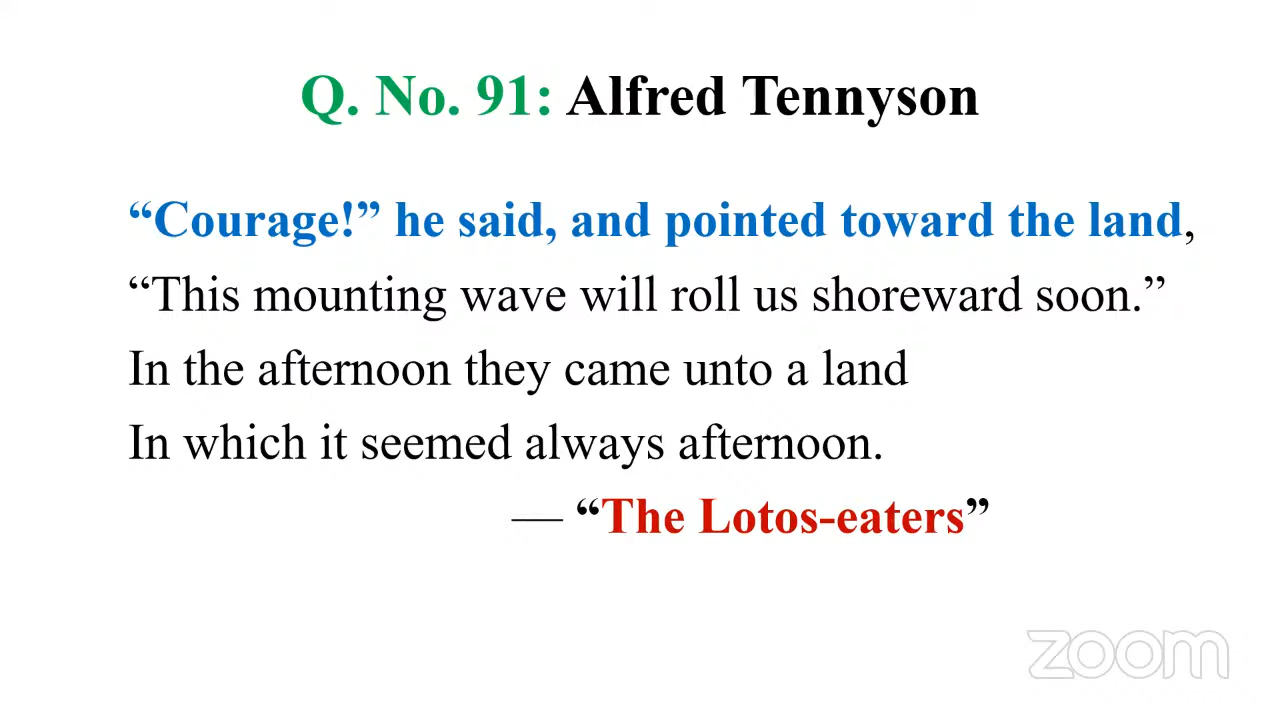 Q. No. 91: Alfred Tennyson
“Courage!” he said, and pointed toward the land,
“This mounting wave will roll us shoreward soon.”
In the afternoon they came unto a land
In which it seemed always afternoon.
— “The Lotos-eaters”
zoom